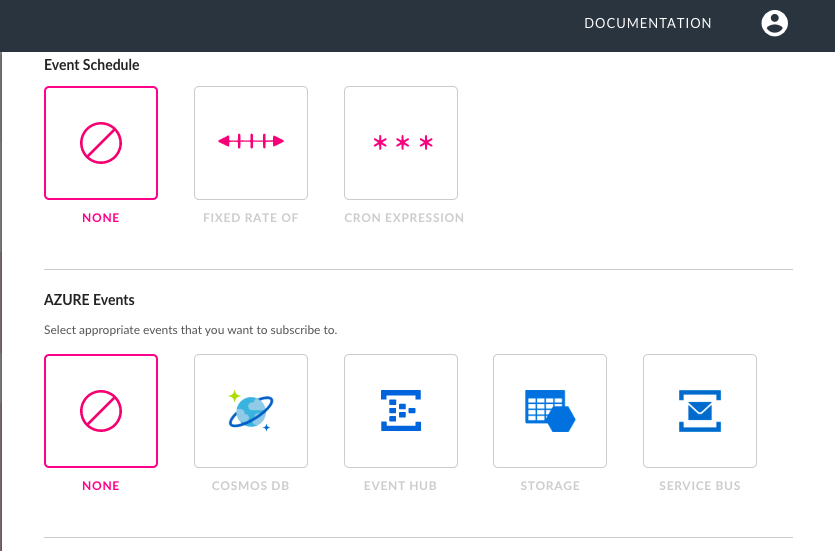 DOCUMENTATION
Event Schedule
NONE
FIXED RATE OF
CRON EXPRESSION
AZURE Events
Select appropriate events that you want to subscribe to.
NONE
COSMOS DB
EVENT HUB
STORAGE
SERVICE BUS